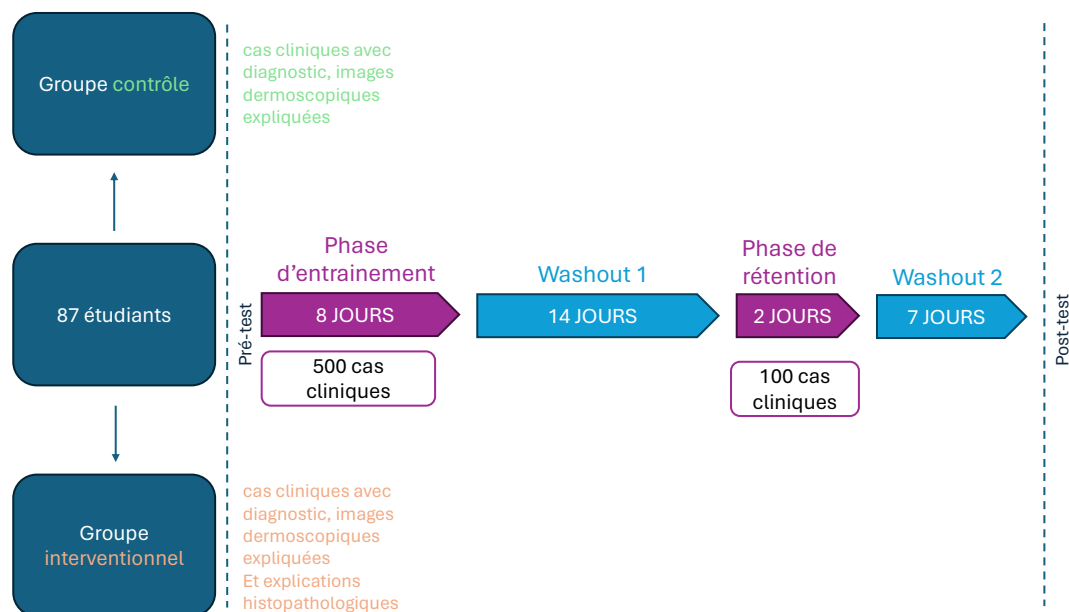 Groupe contrôle
cas cliniques avec
diagnostic, images
dermoscopiques
expliquées
87 étudiants
Pré-test
Phase
d'entrainement
8 JOURS
500 cas
cliniques
Washout 1
14 JOURS
Phase de
rétention
2 JOURS
100 cas
cliniques
Washout 2
7 JOURS
Post-test
Groupe
interventionnel
cas cliniques avec
diagnostic, images
dermoscopiques
expliquées
Et explications
histopathologiques